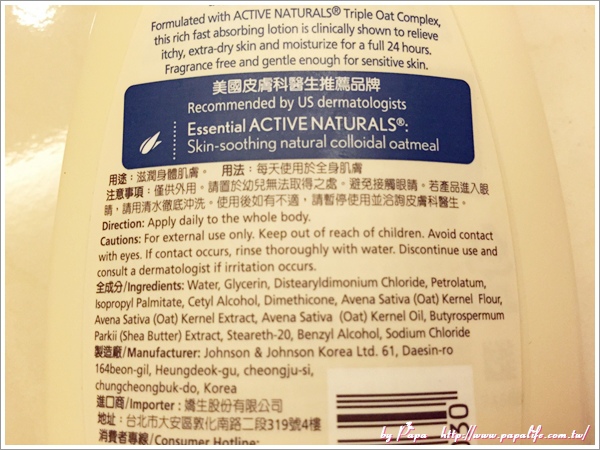 Formulated with ACTIVE NATURALS® Triple Oat Complex,
this rich fast absorbing lotion is clinically shown to relieve
itchy, extra-dry skin and moisturize for a full 24 hours.
Fragrance free and gentle enough for sensitive skin.
美國皮膚科醫生推薦品牌
Recommended by US dermatologists
Essential ACTIVE NATURALS®:
Skin-soothing natural colloidal oatmeal
用途：滋潤身體肌膚。 用法：每天使用於全身肌膚
注意事項：僅供外用。請置於幼兒無法取得之處。避免接觸眼睛。若產品進入眼
睛，請用清水徹底沖洗。使用後如有不適，請暫停使用並洽詢皮膚科醫生。
Direction: Apply daily to the whole body.
Cautions: For external use only. Keep out of reach of children. Avoid contact
with eyes. If contact occurs, rinse thoroughly with water. Discontinue use and
consult a dermatologist if irritation occurs.
全成分/Ingredients: Water, Glycerin, Distearyldimonium Chloride, Petrolatum,
Isopropyl Palmitate, Cetyl Alcohol, Dimethicone, Avena Sativa (Oat) Kernel Flour,
Avena Sativa (Oat) Kernel Extract, Avena Sativa (Oat) Kernel Oil, Butyrospermum
Parkii (Shea Butter) Extract, Steareth-20, Benzyl Alcohol, Sodium Chloride
製造廠/Manufacturer: Johnson & Johnson Korea Ltd. 61, Daesin-ro
164beon-gil, Heungdeok-gu, cheongju-si,
chungcheongbuk-do, Korea
進口商/Importer : 嬌生股份有限公司
地址：台北市大安區敦化南路二段319號4樓
消費者專線/Consumer Hotline:
by Papa http://www.papalife.com.tw/